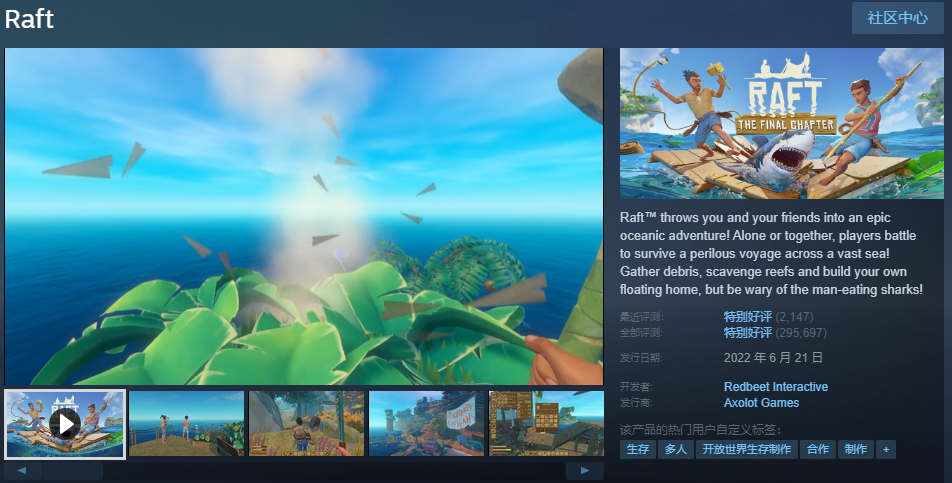 Raft
社区中心
RAFT
THE FINAL CHAPTER
Raft™ throws you and your friends into an epic
oceanic adventure! Alone or together, players battle
to survive a perilous voyage across a vast sea!
Gather debris, scavenge reefs and build your own
floating home, but be wary of the man-eating sharks!
最近评测: 特别好评 (2,147)
全部评测: 特别好评 (295,697)
发行日期: 2022 年 6 月 21 日
开发者: Redbeet Interactive
发行商: Axolot Games
该产品的热门用户自定义标签：
生存 多人 开放世界生存制作 合作 制作 +
RAFT